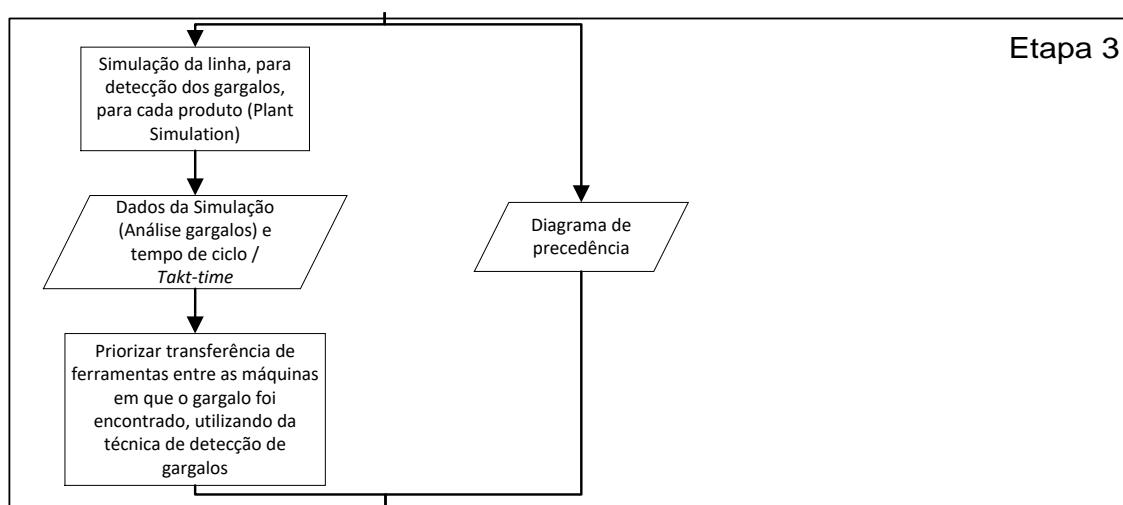 Etapa 3
Simulação da linha, para
detecção dos gargalos,
para cada produto (Plant
Simulation)
Dados da Simulação
(Análise gargalos) e
tempo de ciclo /
Takt-time
Diagrama de
precedência
Priorizar transferência de
ferramentas entre as máquinas
em que o gargalo foi
encontrado, utilizando da
técnica de detecção de
gargalos